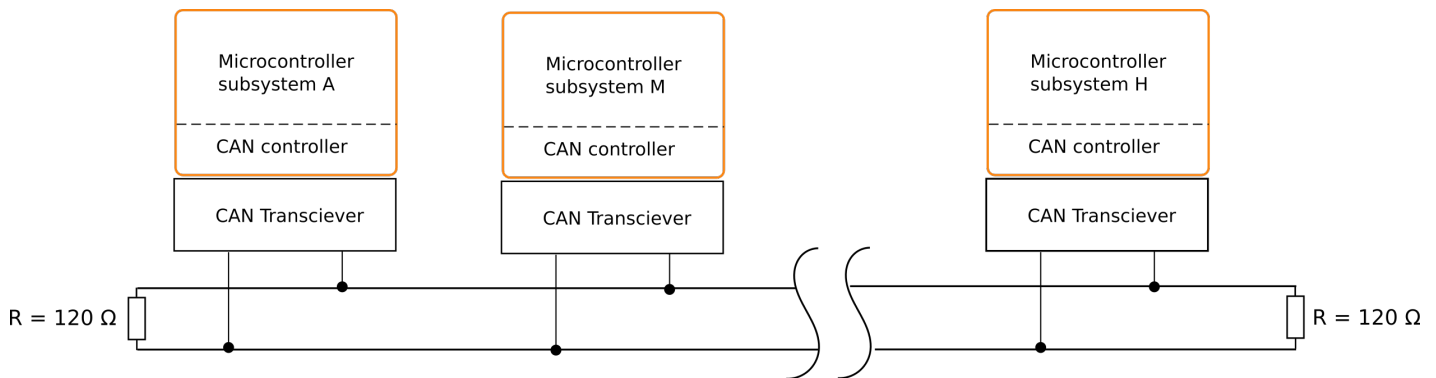 Microcontroller
subsystem A
CAN controller
CAN Transciever
Microcontroller
subsystem M
CAN controller
CAN Transciever
Microcontroller
subsystem H
CAN controller
CAN Transciever
R = 120 Ω
R = 120 Ω